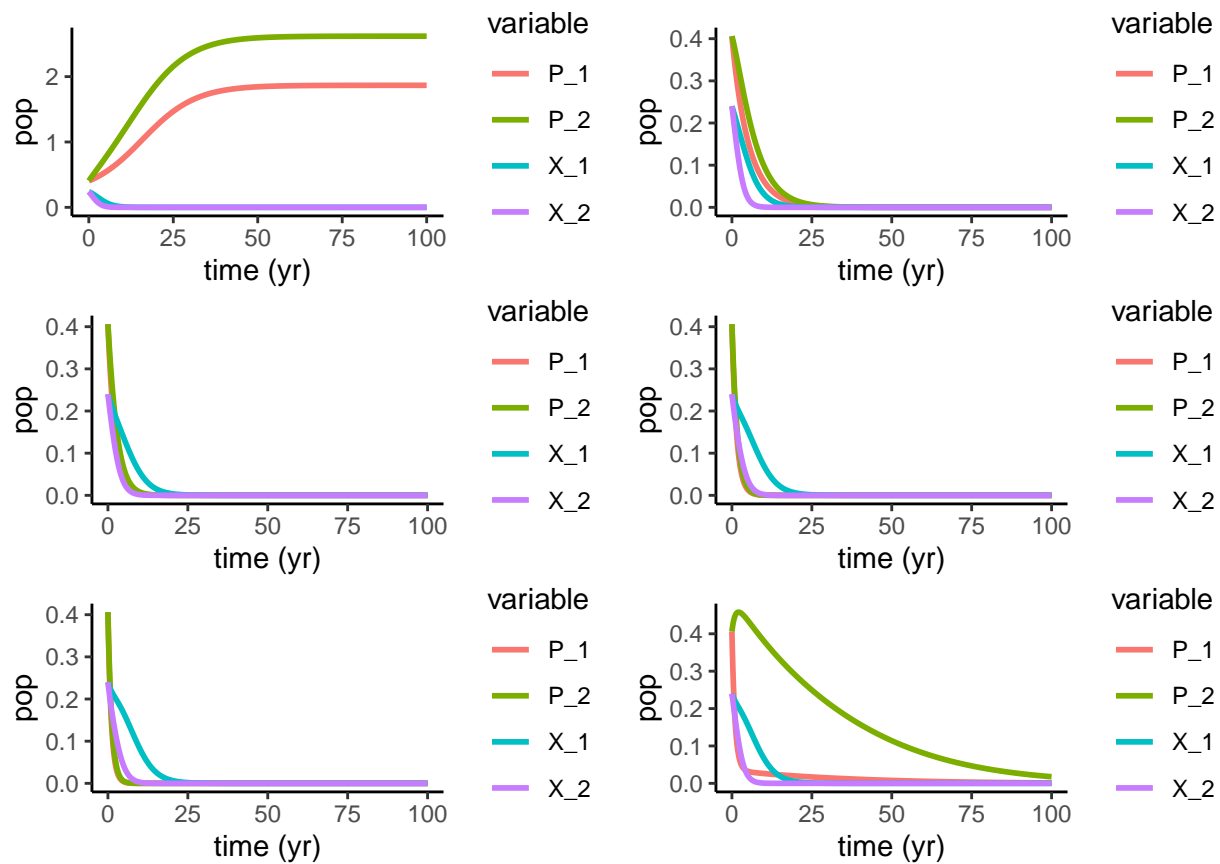 variable
P_1
P_2
X_1
X_2
pop
2
1
0
0 25 50 75 100
time (yr)
variable
P_1
P_2
X_1
X_2
pop
0.4
0.3
0.2
0.1
0.0
0 25 50 75 100
time (yr)
variable
P_1
P_2
X_1
X_2
pop
0.4
0.3
0.2
0.1
0.0
0 25 50 75 100
time (yr)
variable
P_1
P_2
X_1
X_2
pop
0.4
0.3
0.2
0.1
0.0
0 25 50 75 100
time (yr)
variable
P_1
P_2
X_1
X_2
pop
0.4
0.3
0.2
0.1
0.0
0 25 50 75 100
time (yr)
variable
P_1
P_2
X_1
X_2
pop
0.4
0.3
0.2
0.1
0.0
0 25 50 75 100
time (yr)